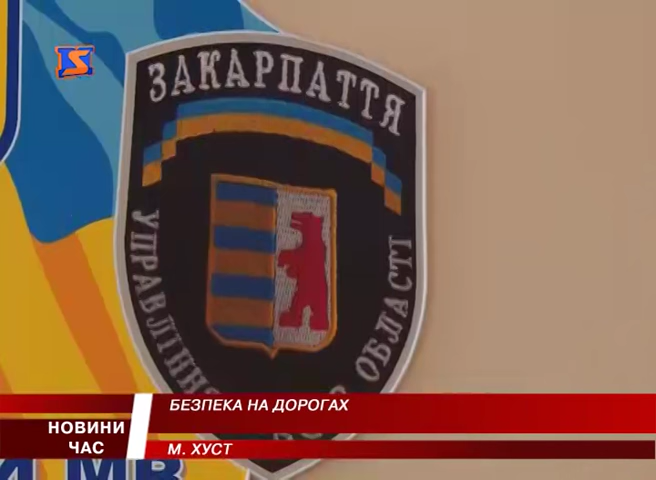 ЗАКАРПАТТЯ
УПРАВЛІННЯ
ОБЛАСТІ
БЕЗПЕКА НА ДОРОГАХ
НОВИНИ
ЧАС
М. ХУСТ